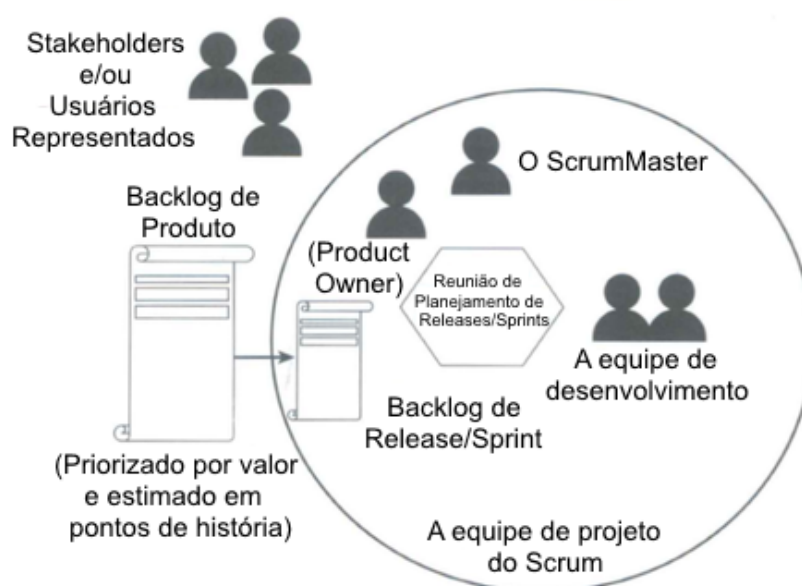 Stakeholders
e/ou
Usuários
Representados
O ScrumMaster
Backlog de
Produto
(Product
Owner)
Reunião de
Planejamento de
Releases/Sprints
A equipe de
desenvolvimento
Backlog de
Release/Sprint
(Priorizado por valor
e estimado em
pontos de história)
A equipe de projeto
do Scrum